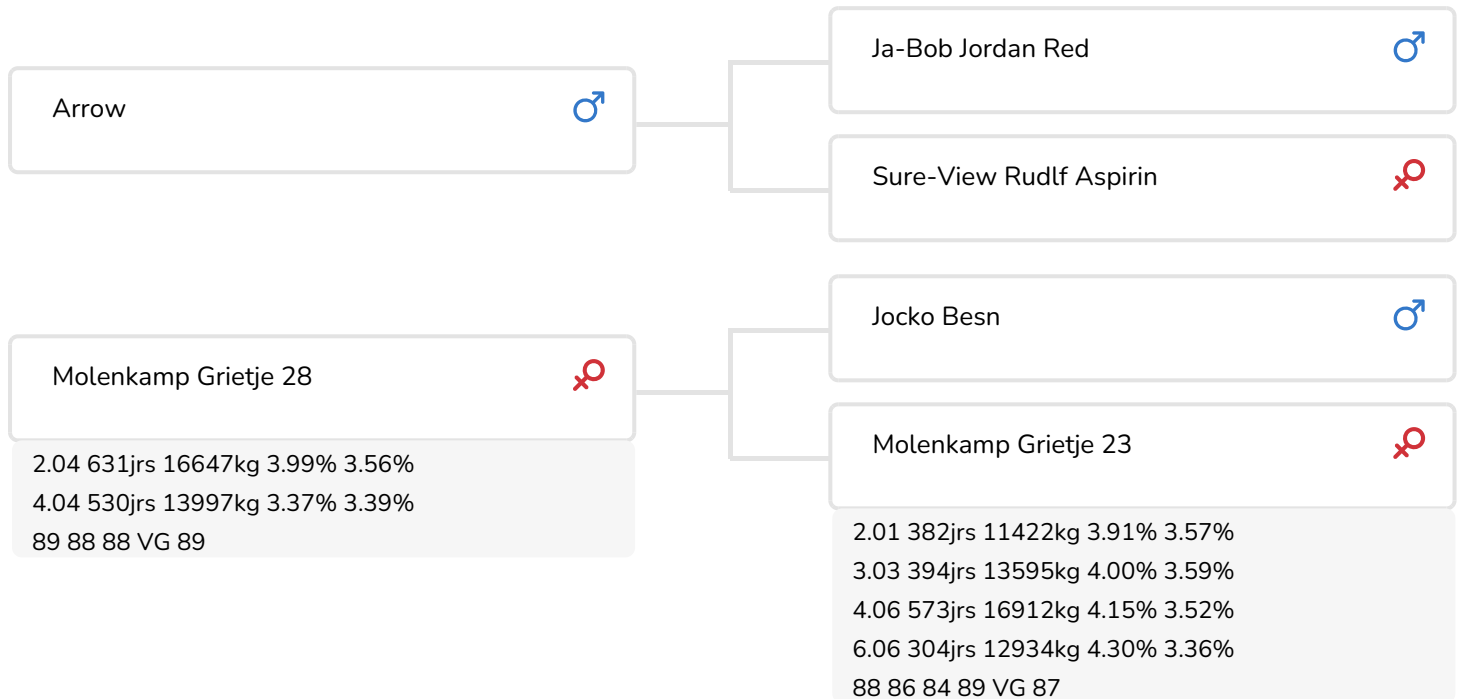 Arrow
Ja-Bob Jordan Red
Sure-View Rudlf Aspirin
Molenkamp Grietje 28
2.04 631jrs 16647kg 3.99% 3.56%
4.04 530jrs 13997kg 3.37% 3.39%
89 88 88 VG 89
Jocko Besn
Molenkamp Grietje 23
2.01 382jrs 11422kg 3.91% 3.57%
3.03 394jrs 13595kg 4.00% 3.59%
4.06 573jrs 16912kg 4.15% 3.52%
6.06 304jrs 12934kg 4.30% 3.36%
88 86 84 89 VG 87